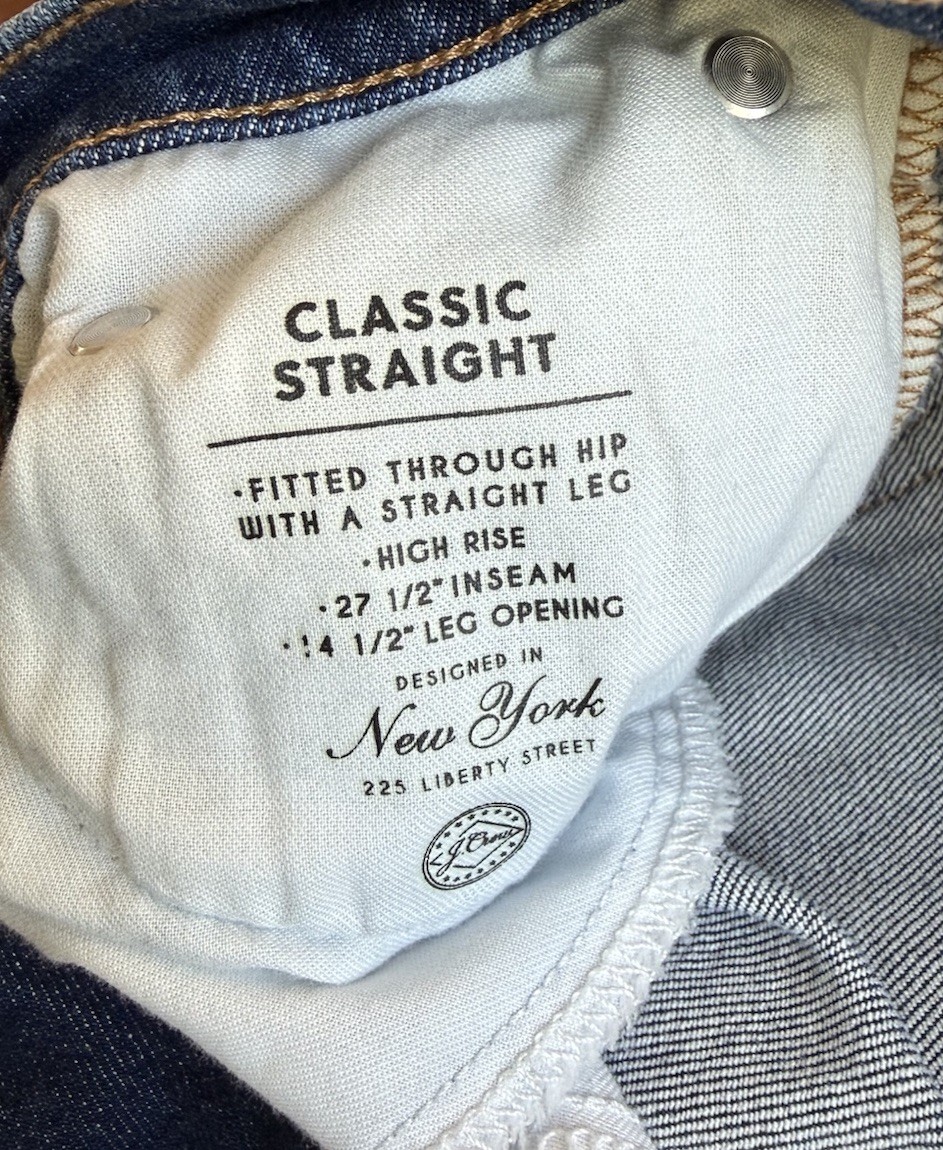 CLASSIC
STRAIGHT
·FITTED THROUGH HIP
WITH A STRAIGHT LEG
·HIGH RISE
·27 1/2" INSEAM
·14 1/2" LEG OPENING
DESIGNED IN
New York
225 LIBERTY STREET
J.Crew